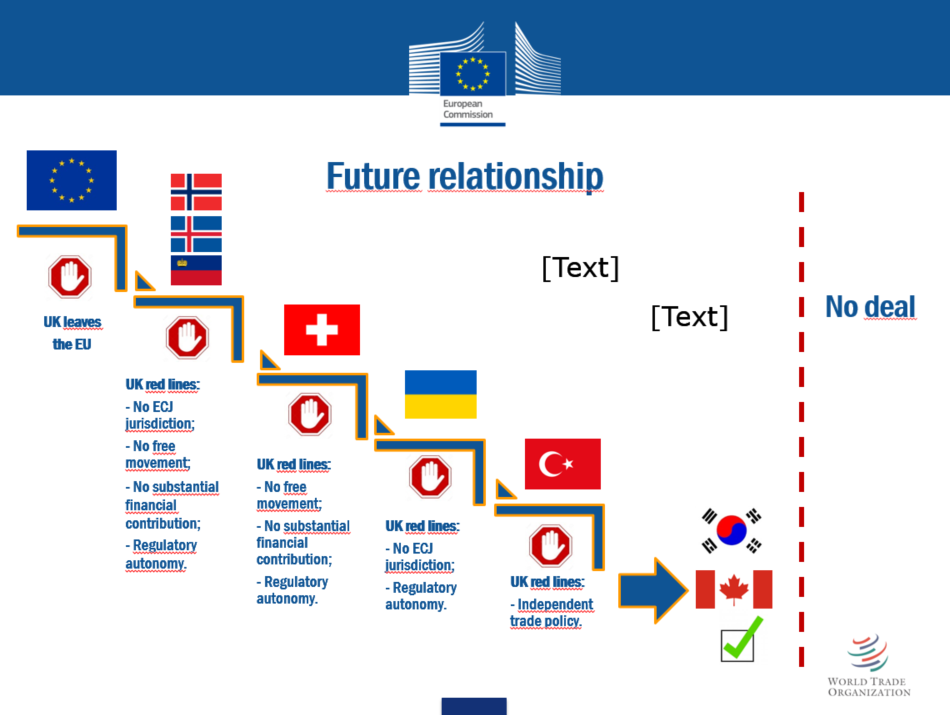 European
Commission
Future relationship
[Text]
[Text]
No deal
UK leaves
the EU
UK red lines:
- No ECJ
jurisdiction;
- No free
movement;
- No substantial
financial
contribution;
- Regulatory
autonomy.
UK red lines:
- No free
movement;
- No substantial
financial
contribution;
- Regulatory
autonomy.
UK red lines:
- No ECJ
jurisdiction;
- Regulatory
autonomy.
UK red lines:
- Independent
trade policy.
WORLD TRADE
ORGANIZATION